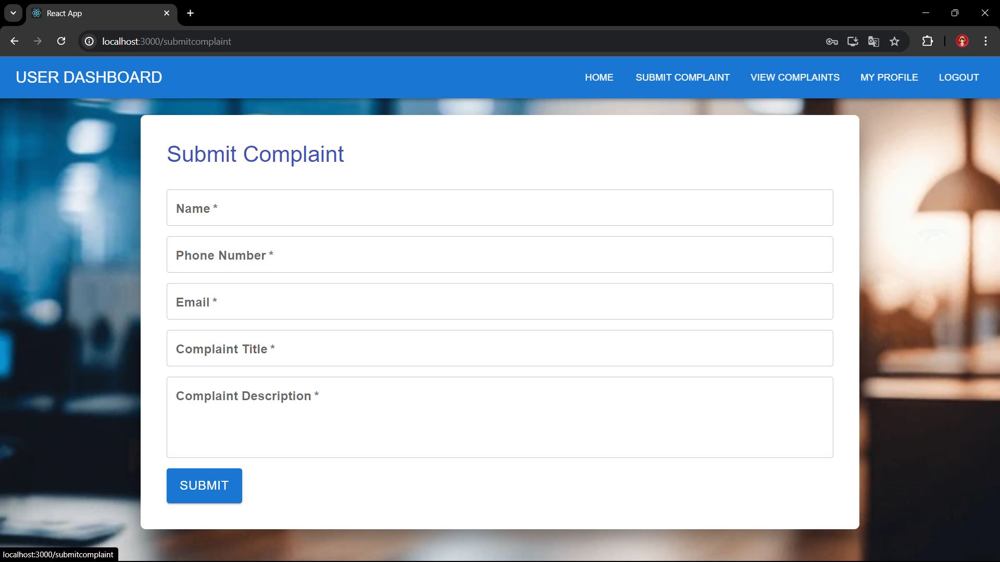 React App
localhost:3000/submitcomplaint
USER DASHBOARD
HOME
SUBMIT COMPLAINT
VIEW COMPLAINTS
MY PROFILE
LOGOUT
Submit Complaint
Name *
Phone Number *
Email *
Complaint Title *
Complaint Description *
SUBMIT
localhost:3000/submitcomplaint